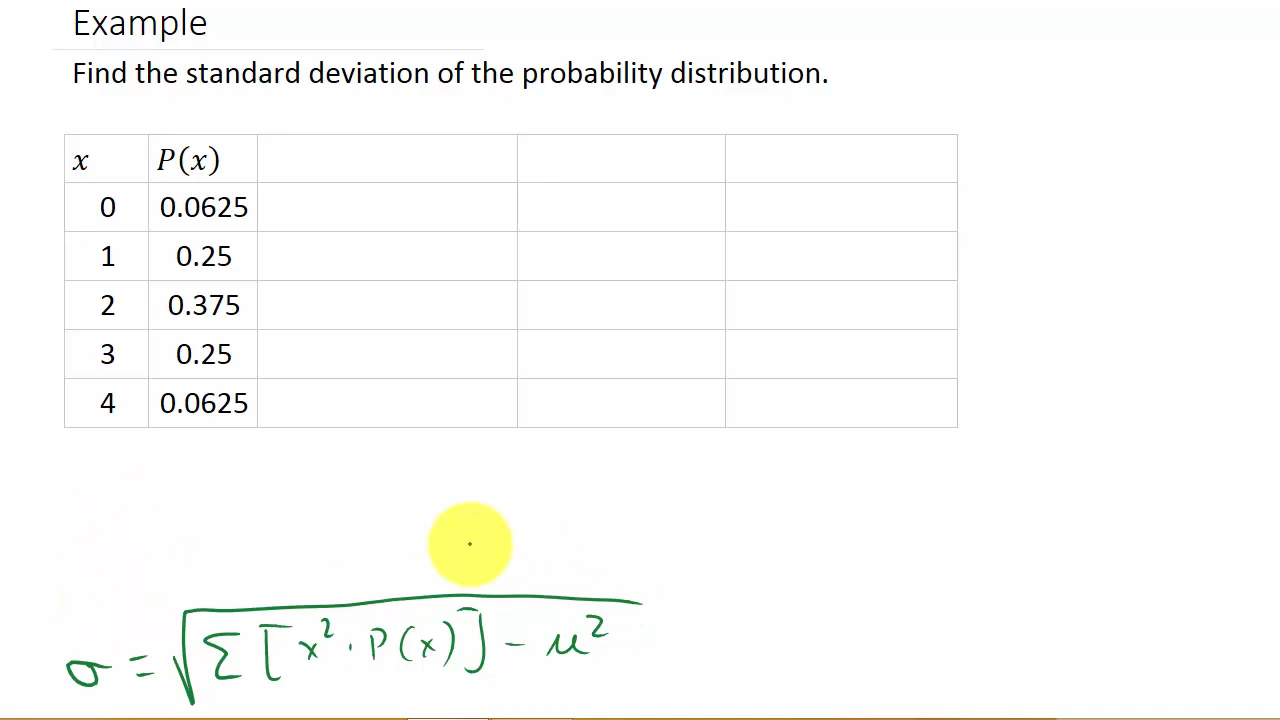 Example
Find the standard deviation of the probability distribution.
x P(x)
0 0.0625
1 0.25
2 0.375
3 0.25
4 0.0625
σ = √Σ [x² · P(x)] − μ²